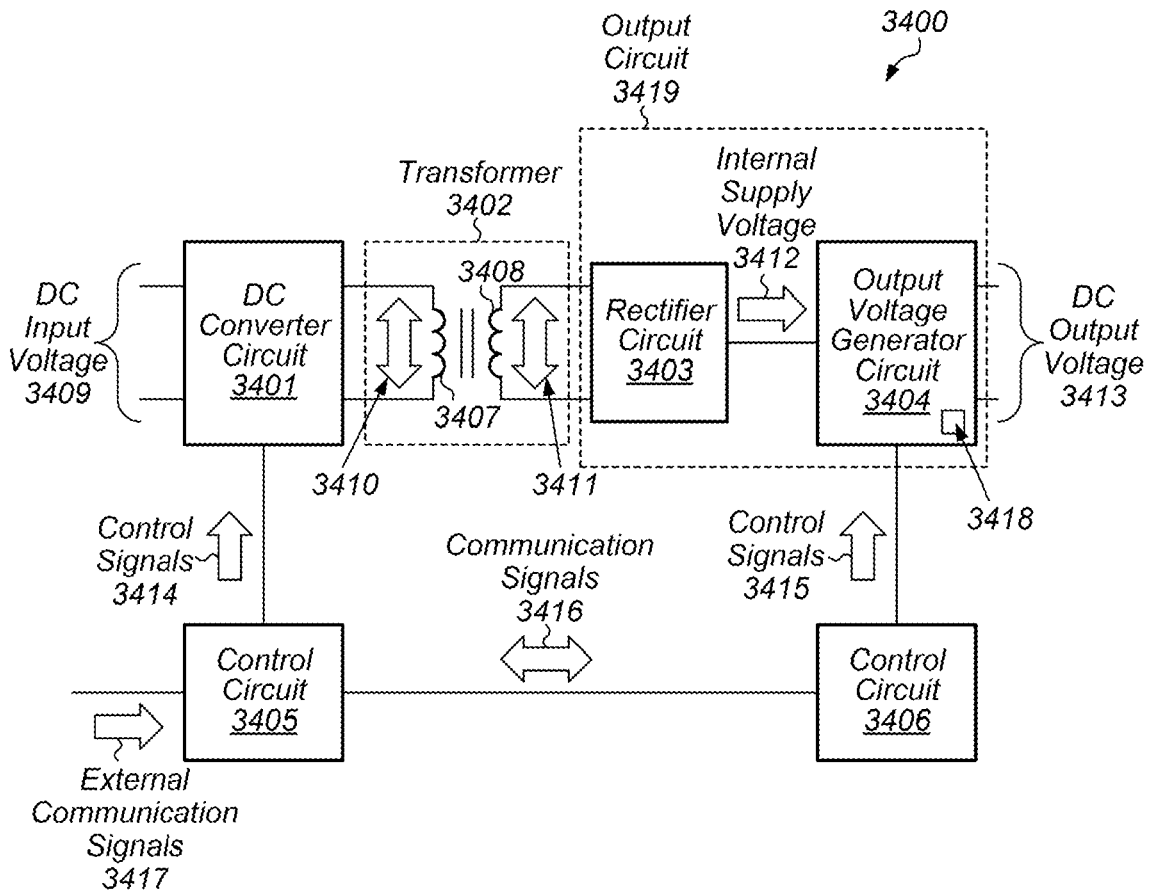 Output
Circuit
3419
3400
Transformer
3402
Internal
Supply
Voltage
3412
DC
Input
Voltage
3409
DC
Converter
Circuit
3401
3408
3407
Rectifier
Circuit
3403
Output
Voltage
Generator
Circuit
3404
DC
Output
Voltage
3413
3410
3411
3418
Control
Signals
3414
Communication
Signals
3416
Control
Signals
3415
Control
Circuit
3405
Control
Circuit
3406
External
Communication
Signals
3417